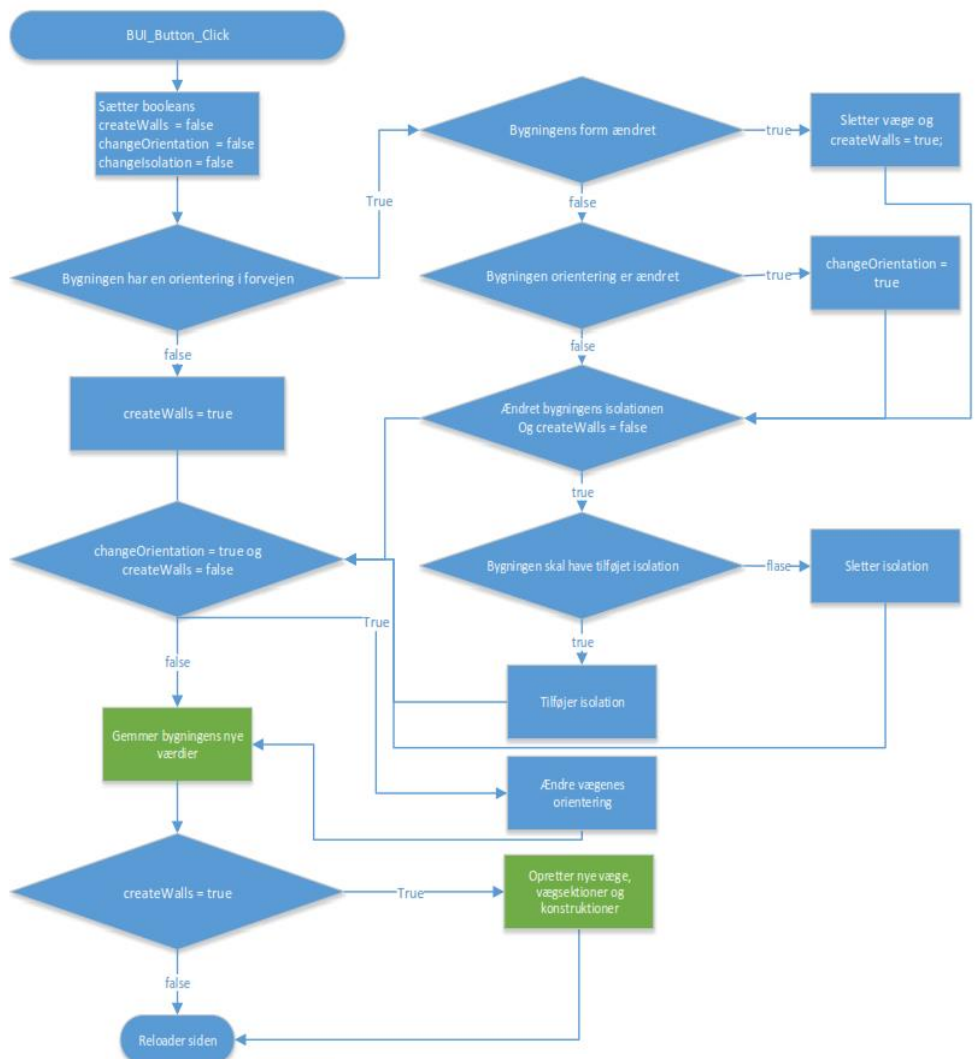 BUI_Button_Click
Sætter booleans
createWalls = false
changeOrientation = false
changeIsolation = false
Bygningen har en orientering i forvejen
True
false
createWalls = true
changeOrientation = true og
createWalls = false
True
false
Gemmer bygningens nye
værdier
createWalls = true
True
false
Reloader siden
Bygningens form ændret
true
Sletter væge og
createWalls = true;
false
Bygningen orientering er ændret
true
changeOrientation =
true
false
Ændret bygningens isolationen
Og createWalls = false
true
Bygningen skal have tilføjet isolation
flase
Sletter isolation
true
Tilføjer isolation
Ændre vægenes
orientering
Opretter nye væge,
vægsektioner og
konstruktioner